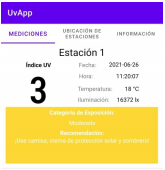 UvApp
MEDICIONES
UBICACIÓN DE ESTACIONES
INFORMACIÓN
Estación 1
Índice UV
3
Fecha: 2021-06-26
Hora: 11:20:07
Temperatura: 18 °C
Iluminación: 16372 lx
Categoría de Exposición:
Moderada
Recomendación:
¡Use camisa, crema de protección solar y sombrero!